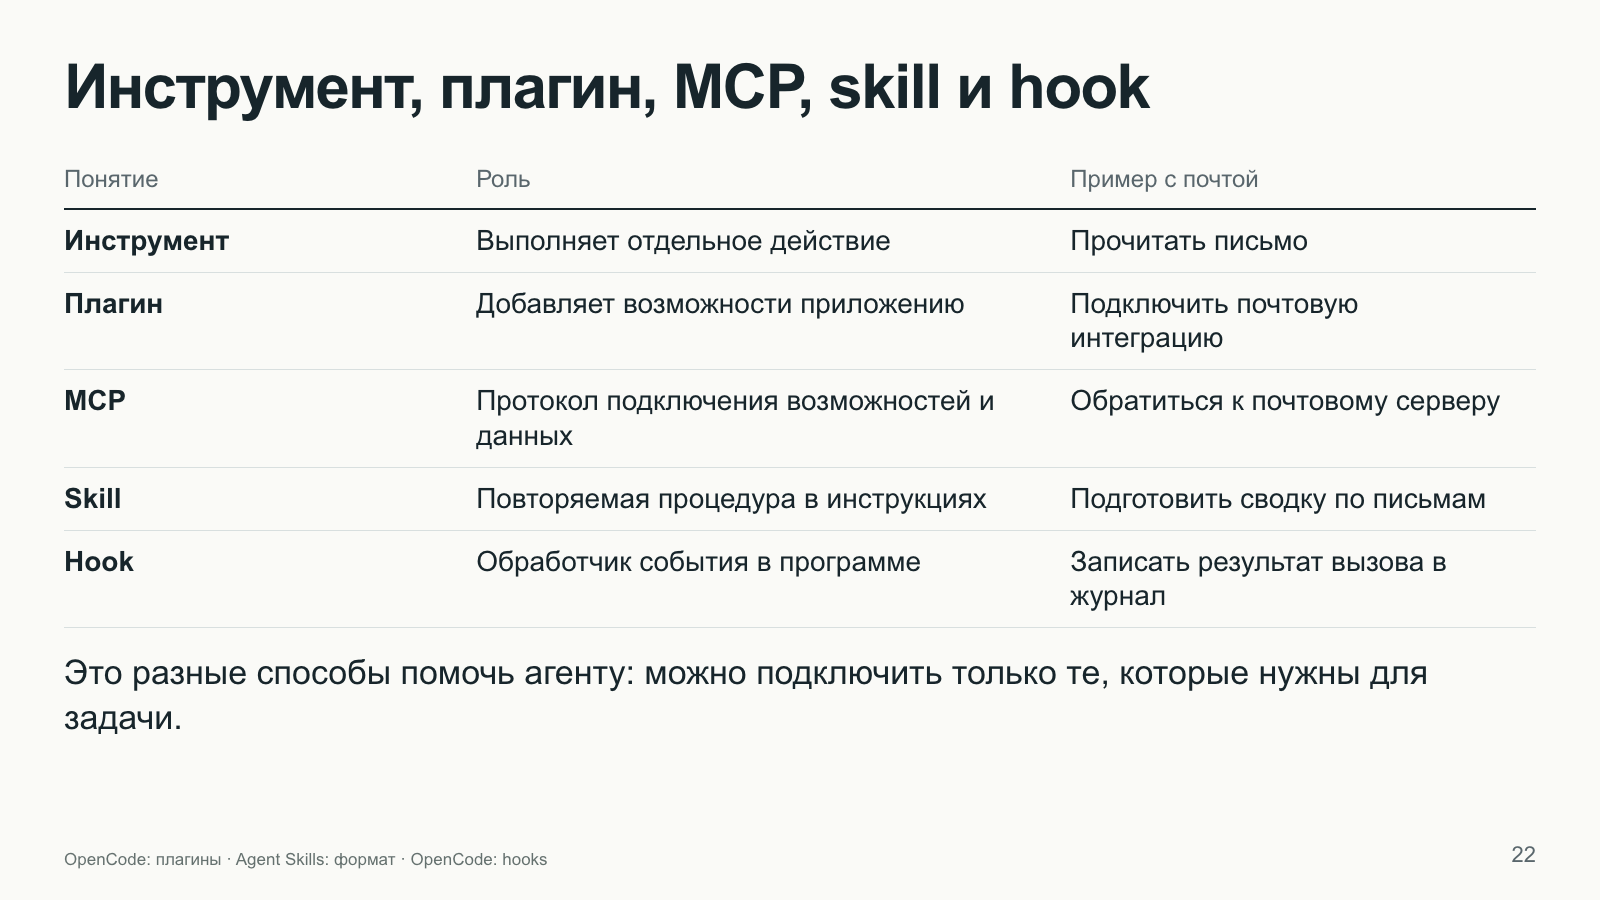 Инструмент, плагин, MCP, skill и hook
Понятие Роль Пример с почтой
Инструмент Выполняет отдельное действие Прочитать письмо
Плагин Добавляет возможности приложению Подключить почтовую
интеграцию
MCP Протокол подключения возможностей и Обратиться к почтовому серверу
данных
Skill Повторяемая процедура в инструкциях Подготовить сводку по письмам
Hook Обработчик события в программе Записать результат вызова в
журнал
Это разные способы помочь агенту: можно подключить только те, которые нужны для
задачи.
OpenCode: плагины · Agent Skills: формат · OpenCode: hooks 22